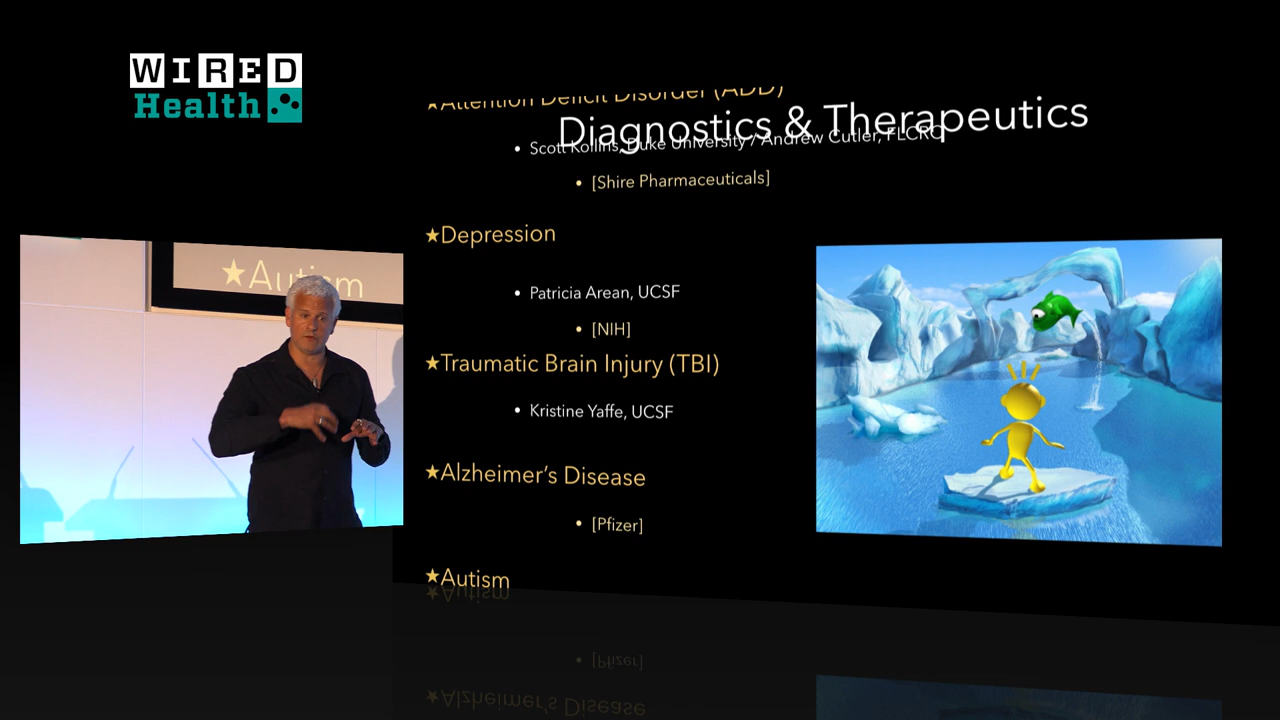 WIRED
Health
★Attention Deficit Disorder (ADD)
Diagnostics & Therapeutics
• Scott Kollins, Duke University / Andrew Cutler, FLCRC
• [Shire Pharmaceuticals]
★Depression
• Patricia Arean, UCSF
• [NIH]
★Traumatic Brain Injury (TBI)
• Kristine Yaffe, UCSF
★Alzheimer’s Disease
• [Pfizer]
★Autism
★Autism